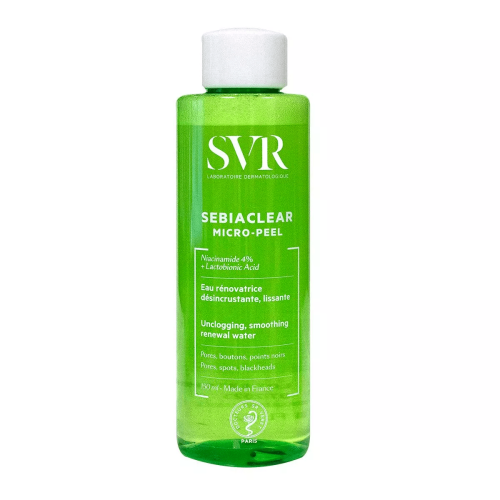 SVR
LABORATOIRE DERMATOLOGIQUE
SEBIACLEAR
MICRO-PEEL
Niacinamide 4%
+ Lactobionic Acid
Eau rénovatrice
désincrustante, lissante
Unclogging, smoothing
renewal water
Pores, boutons, points noirs
Pores, spots, blackheads
150 ml - Made in France
PARIS